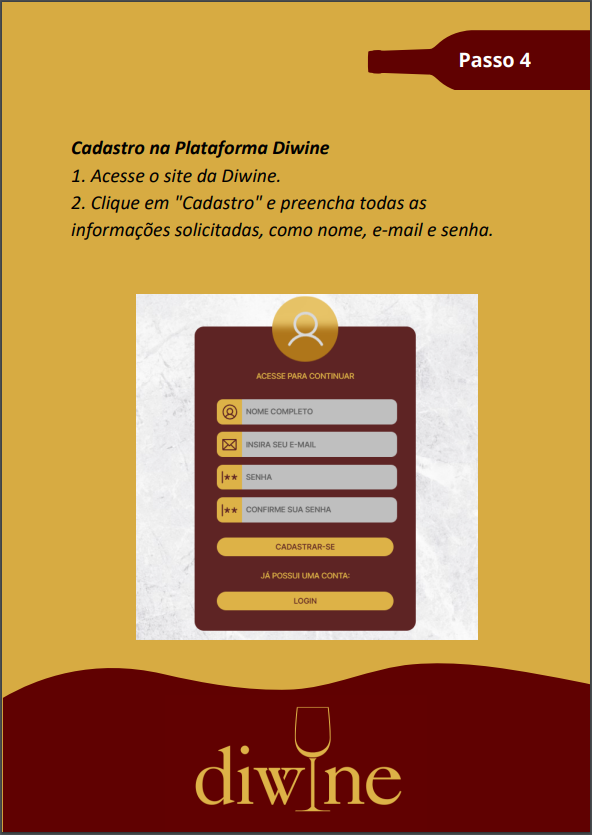 Passo 4
Cadastro na Plataforma Diwine
1. Acesse o site da Diwine.
2. Clique em "Cadastro" e preencha todas as
informações solicitadas, como nome, e-mail e senha.
ACESSE PARA CONTINUAR
NOME COMPLETO
INSIRA SEU E-MAIL
|** SENHA
|** CONFIRME SUA SENHA
CADASTRAR-SE
JÁ POSSUI UMA CONTA:
LOGIN
diwine